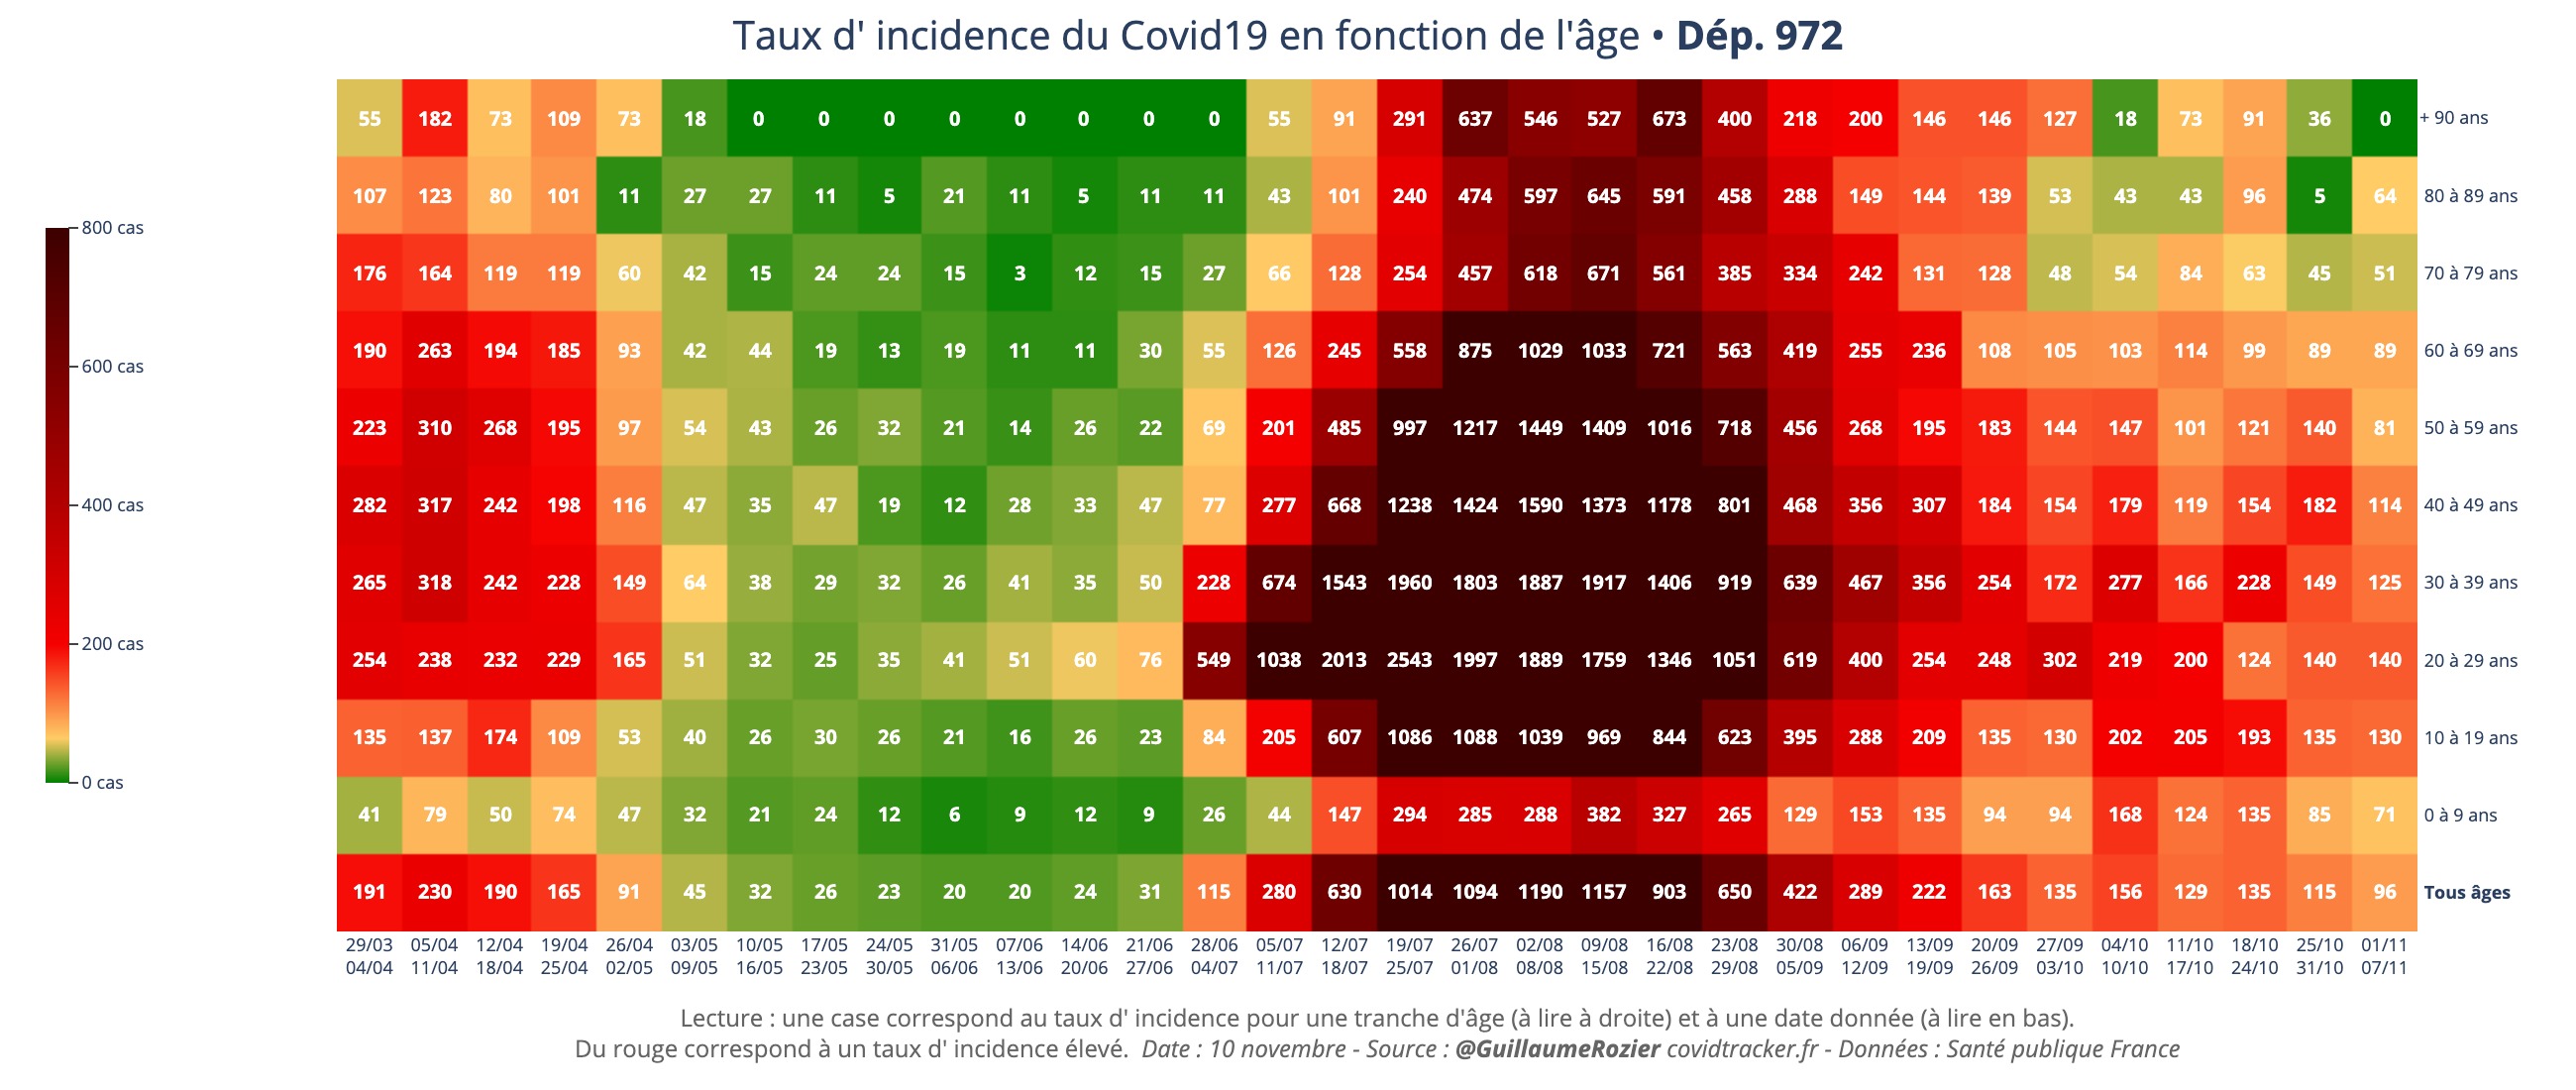 Taux d' incidence du Covid19 en fonction de l'âge • Dép. 972
55 182 73 109 73 18 0 0 0 0 0 0 0 0 55 91 291 637 546 527 673 400 218 200 146 146 127 18 73 91 36 0 + 90 ans
107 123 80 101 11 27 27 11 5 21 11 5 11 11 43 101 240 474 597 645 591 458 288 149 144 139 53 43 43 96 5 64 80 à 89 ans
800 cas
176 164 119 119 60 42 15 24 24 15 3 12 15 27 66 128 254 457 618 671 561 385 334 242 131 128 48 54 84 63 45 51 70 à 79 ans
190 263 194 185 93 42 44 19 13 19 11 11 30 55 126 245 558 875 1029 1033 721 563 419 255 236 108 105 103 114 99 89 89 60 à 69 ans
600 cas
223 310 268 195 97 54 43 26 32 21 14 26 22 69 201 485 997 1217 1449 1409 1016 718 456 268 195 183 144 147 101 121 140 81 50 à 59 ans
400 cas
282 317 242 198 116 47 35 47 19 12 28 33 47 77 277 668 1238 1424 1590 1373 1178 801 468 356 307 184 154 179 119 154 182 114 40 à 49 ans
265 318 242 228 149 64 38 29 32 26 41 35 50 228 674 1543 1960 1803 1887 1917 1406 919 639 467 356 254 172 277 166 228 149 125 30 à 39 ans
200 cas
254 238 232 229 165 51 32 25 35 41 51 60 76 549 1038 2013 2543 1997 1889 1759 1346 1051 619 400 254 248 302 219 200 124 140 140 20 à 29 ans
135 137 174 109 53 40 26 30 26 21 16 26 23 84 205 607 1086 1088 1039 969 844 623 395 288 209 135 130 202 205 193 135 130 10 à 19 ans
0 cas
41 79 50 74 47 32 21 24 12 6 9 12 9 26 44 147 294 285 288 382 327 265 129 153 135 94 94 168 124 135 85 71 0 à 9 ans
191 230 190 165 91 45 32 26 23 20 20 24 31 115 280 630 1014 1094 1190 1157 903 650 422 289 222 163 135 156 129 135 115 96 Tous âges
29/03 05/04 12/04 19/04 26/04 03/05 10/05 17/05 24/05 31/05 07/06 14/06 21/06 28/06 05/07 12/07 19/07 26/07 02/08 09/08 16/08 23/08 30/08 06/09 13/09 20/09 27/09 04/10 11/10 18/10 25/10 01/11
04/04 11/04 18/04 25/04 02/05 09/05 16/05 23/05 30/05 06/06 13/06 20/06 27/06 04/07 11/07 18/07 25/07 01/08 08/08 15/08 22/08 29/08 05/09 12/09 19/09 26/09 03/10 10/10 17/10 24/10 31/10 07/11
Lecture : une case correspond au taux d' incidence pour une tranche d'âge (à lire à droite) et à une date donnée (à lire en bas).
Du rouge correspond à un taux d' incidence élevé. Date : 10 novembre - Source : @GuillaumeRozier covidtracker.fr - Données : Santé publique France